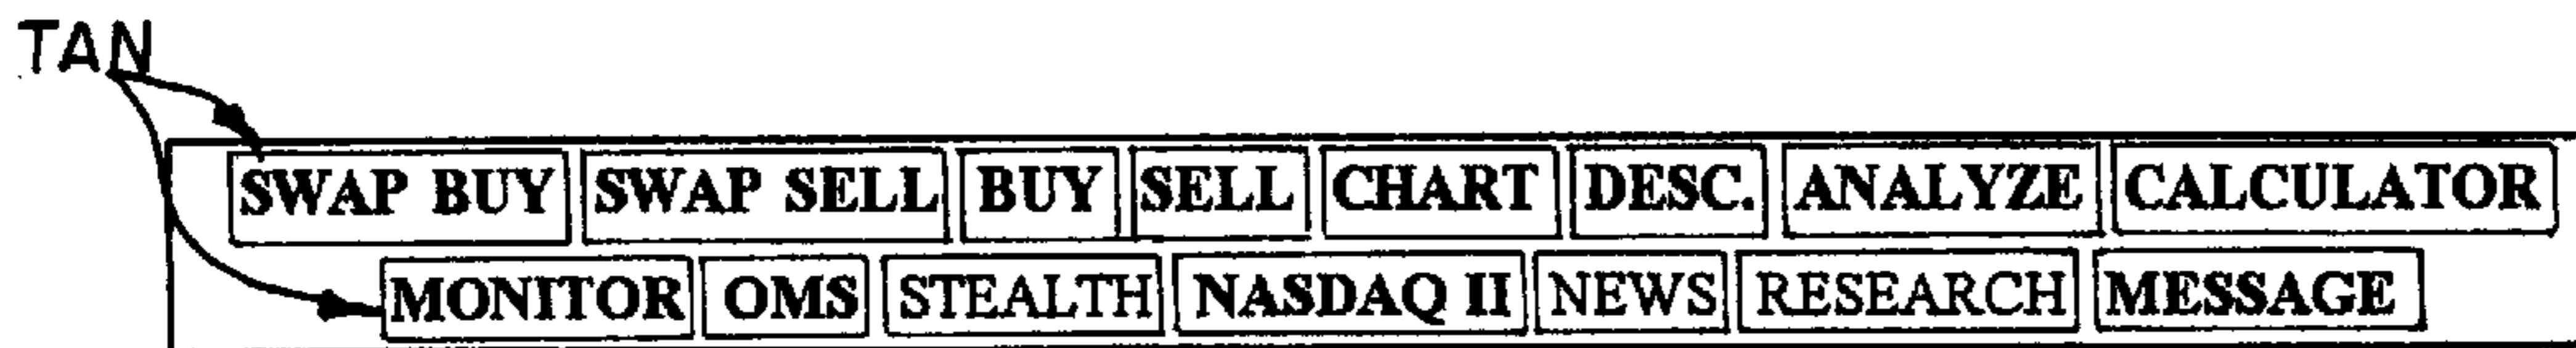 TAN
SWAP BUY SWAP SELL BUY SELL CHART DESC. ANALYZE CALCULATOR
MONITOR OMS STEALTH NASDAQ II NEWS RESEARCH MESSAGE